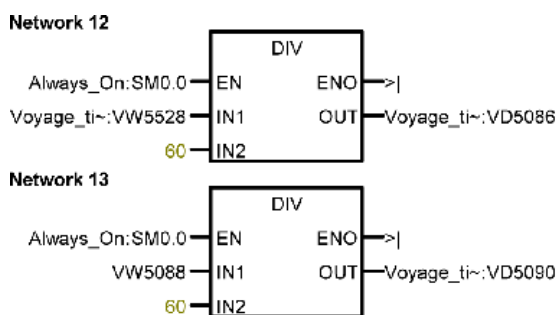 Network 12
DIV
Always_On:SM0.0 EN ENO >|
Voyage_ti~:VW5528 IN1 OUT Voyage_ti~:VD5086
60 IN2
Network 13
DIV
Always_On:SM0.0 EN ENO >|
VW5088 IN1 OUT Voyage_ti~:VD5090
60 IN2